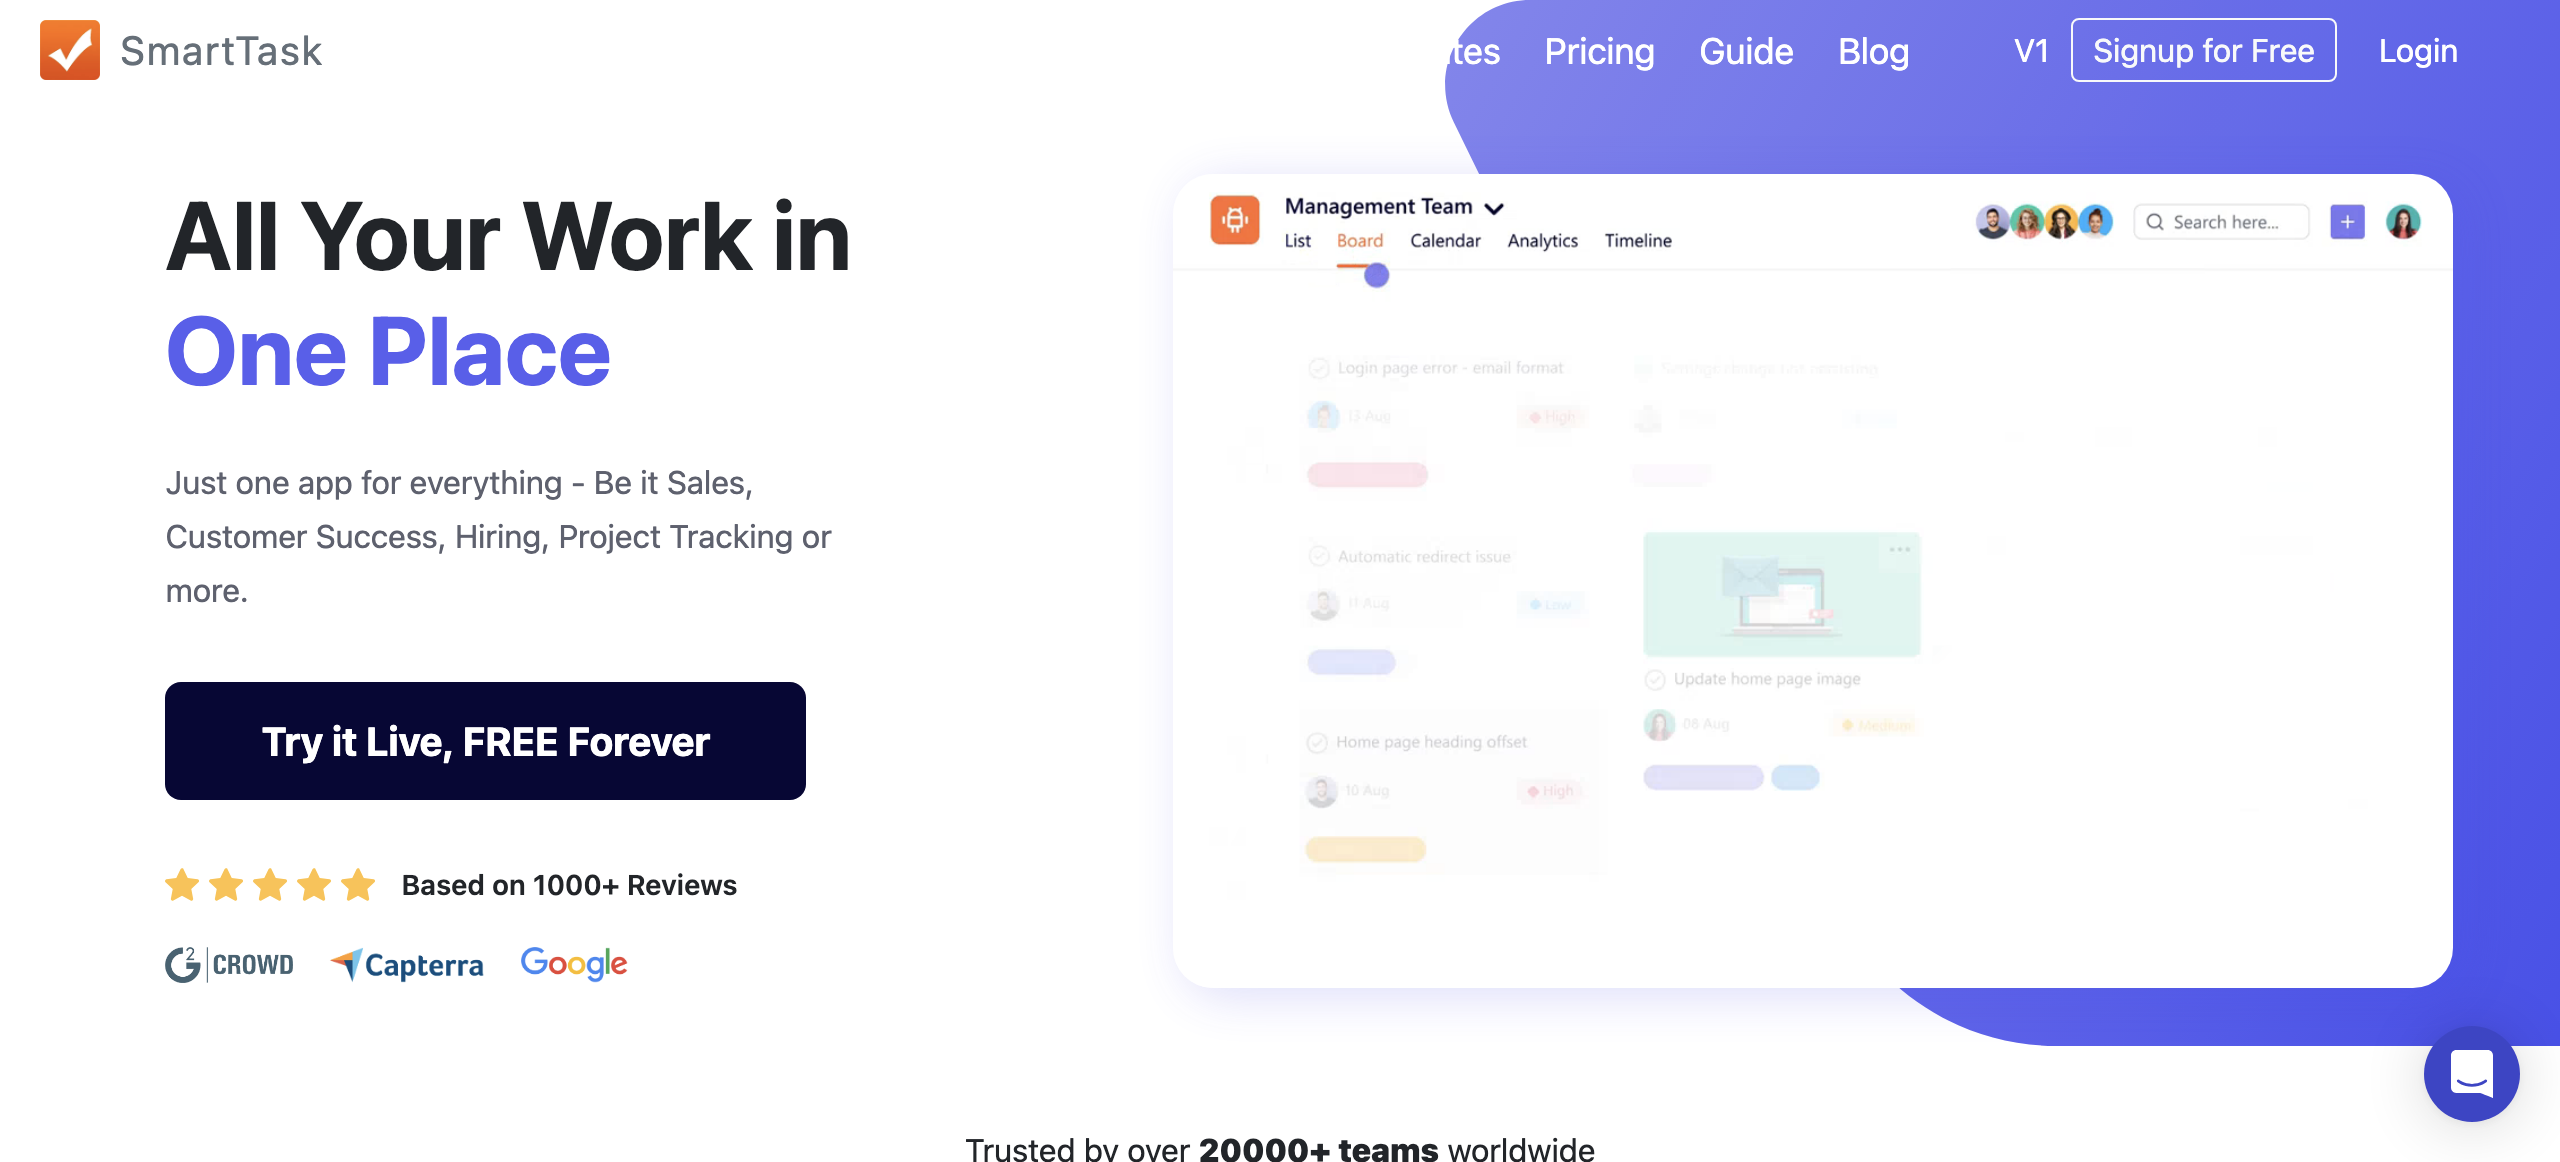 SmartTask
Pricing
Guide
Blog
V1
Signup for Free
Login
All Your Work in
One Place
Just one app for everything - Be it Sales,
Customer Success, Hiring, Project Tracking or
more.
Try it Live, FREE Forever
Based on 1000+ Reviews
G2 CROWD
Capterra
Google
Management Team
List
Board
Calendar
Analytics
Timeline
Search here...
Login page error - email format
13 Aug
High
Automatic redirect issue
11 Aug
Low
Home page heading offset
10 Aug
High
Update home page image
08 Aug
Medium
Trusted by over 20000+ teams worldwide